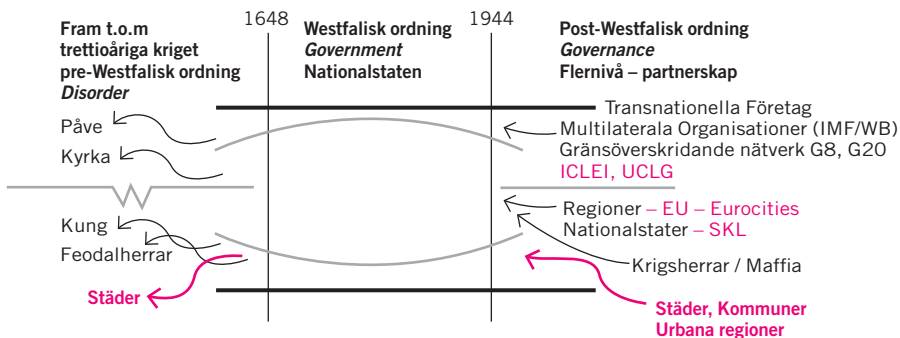 Fram t.o.m
trettioåriga kriget
pre-Westfalisk ordning
Disorder
1648
Westfalisk ordning
Government
Nationalstaten
1944
Post-Westfalisk ordning
Governance
Flernivå – partnerskap
Påve
Kyrka
Kung
Feodalherrar
Städer
Transnationella Företag
Multilaterala Organisationer (IMF/WB)
Gränsöverskridande nätverk G8, G20
ICLEI, UCLG
Regioner – EU – Eurocities
Nationalstater – SKL
Krigsherrar / Maffia
Städer, Kommuner
Urbana regioner